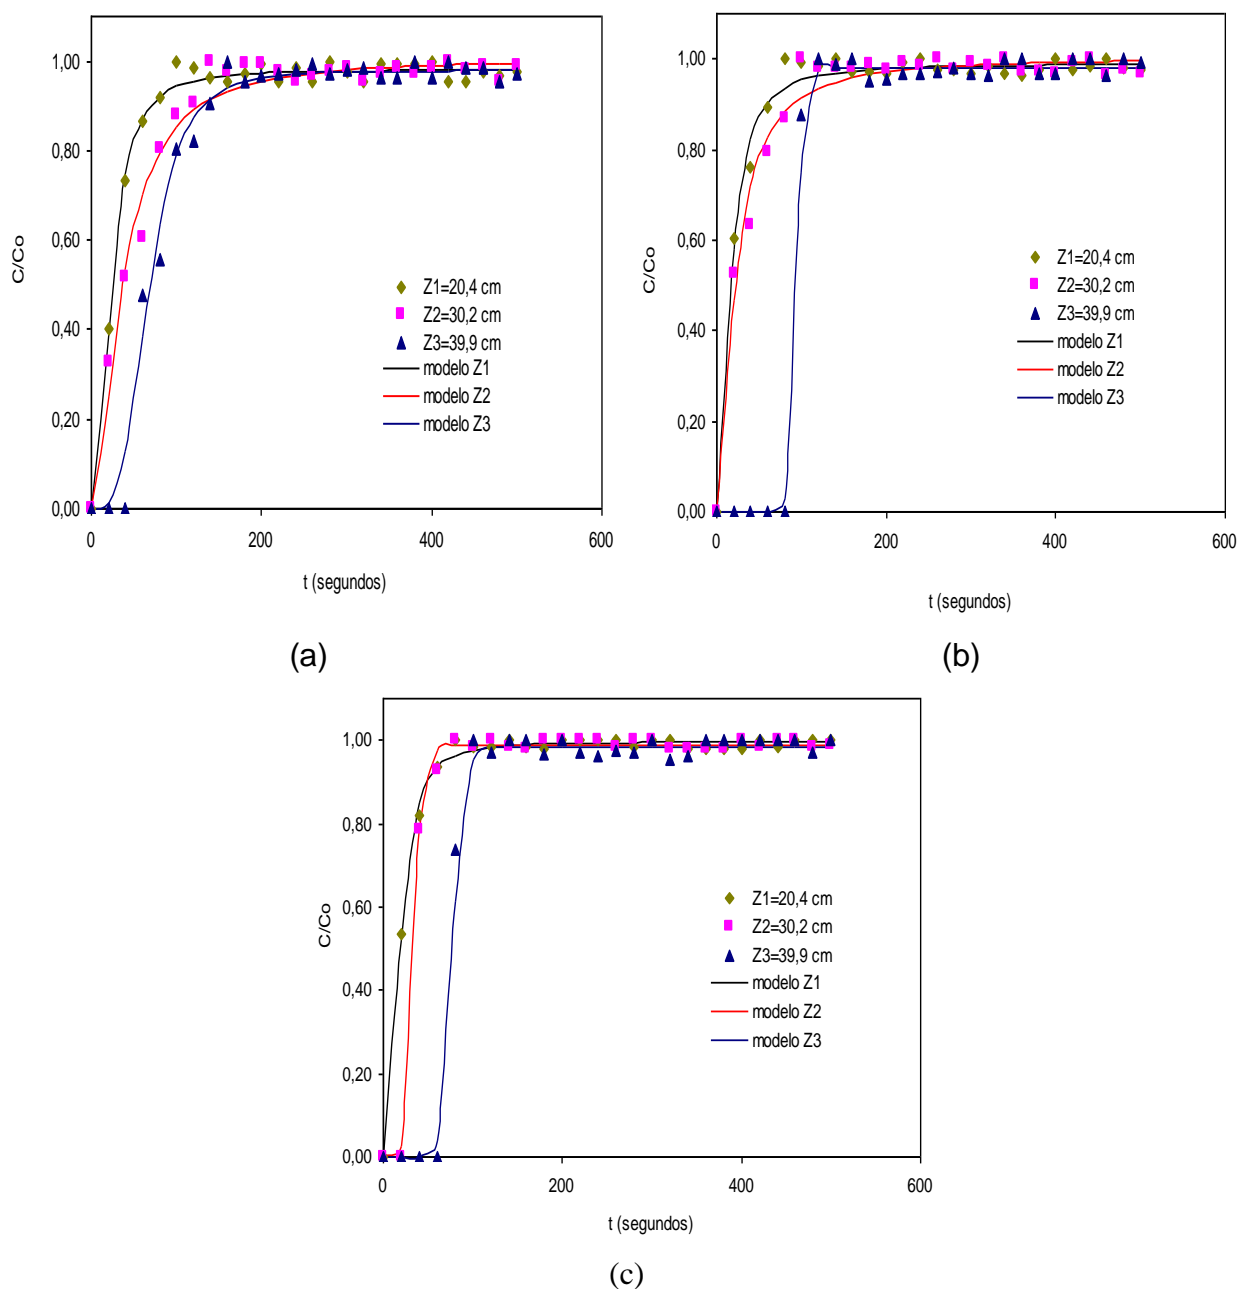 1,00
0,80
0,60
0,40
0,20
0,00
C/Co
Z1=20,4 cm
Z2=30,2 cm
Z3=39,9 cm
modelo Z1
modelo Z2
modelo Z3
0
200
400
600
t (segundos)
(a)
1,00
0,80
0,60
0,40
0,20
0,00
C/Co
Z1=20,4 cm
Z2=30,2 cm
Z3=39,9 cm
modelo Z1
modelo Z2
modelo Z3
0
200
400
600
t (segundos)
(b)
1,00
0,80
0,60
0,40
0,20
0,00
C/Co
Z1=20,4 cm
Z2=30,2 cm
Z3=39,9 cm
modelo Z1
modelo Z2
modelo Z3
0
200
400
600
t (segundos)
(c)